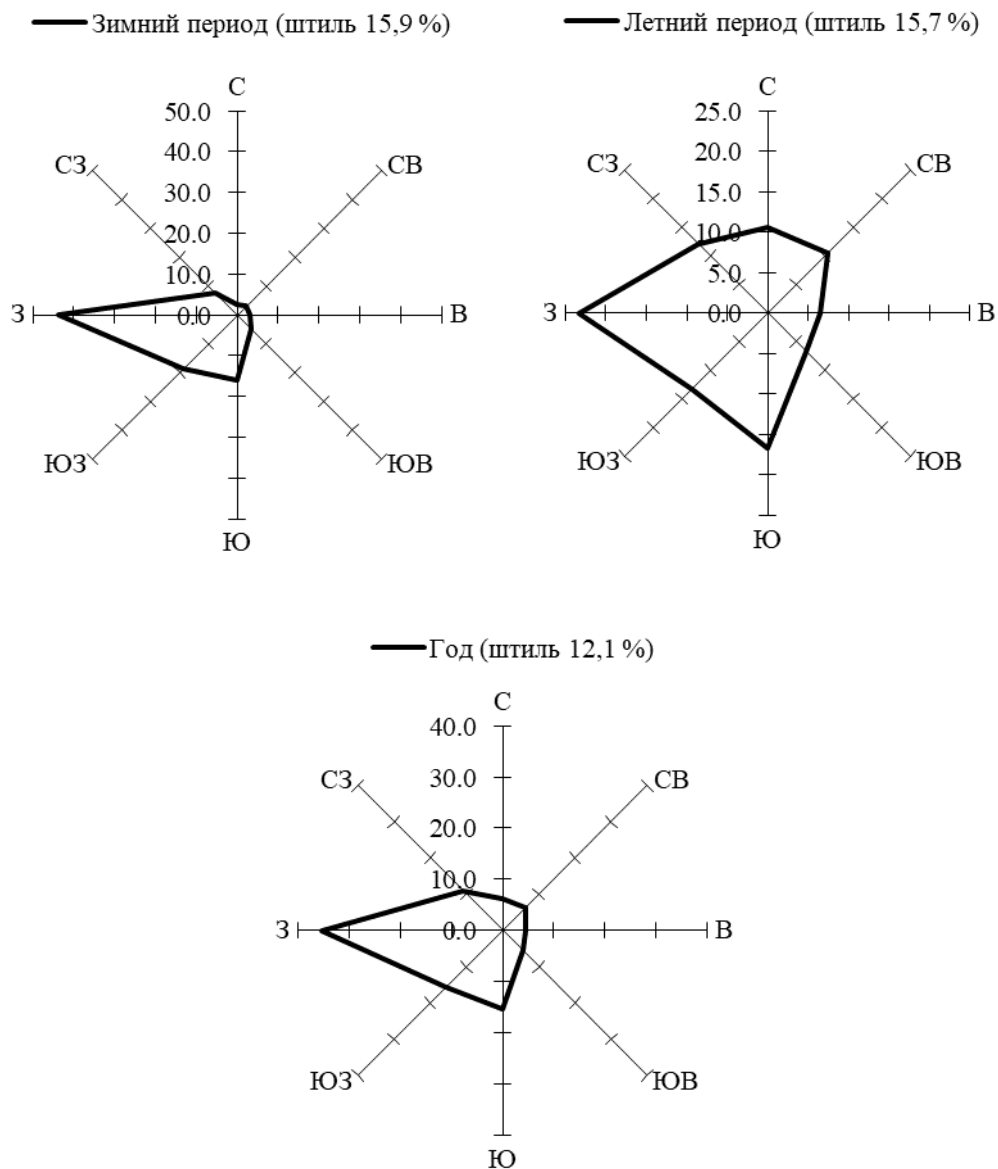 Зимний период (штиль 15,9 %)
С
50.0
40.0
30.0
20.0
10.0
0.0
СЗ
СВ
З
В
ЮЗ
ЮВ
Ю
Летний период (штиль 15,7 %)
С
25.0
20.0
15.0
10.0
5.0
0.0
СЗ
СВ
З
В
ЮЗ
ЮВ
Ю
Год (штиль 12,1 %)
С
40.0
30.0
20.0
10.0
0.0
СЗ
СВ
З
В
ЮЗ
ЮВ
Ю